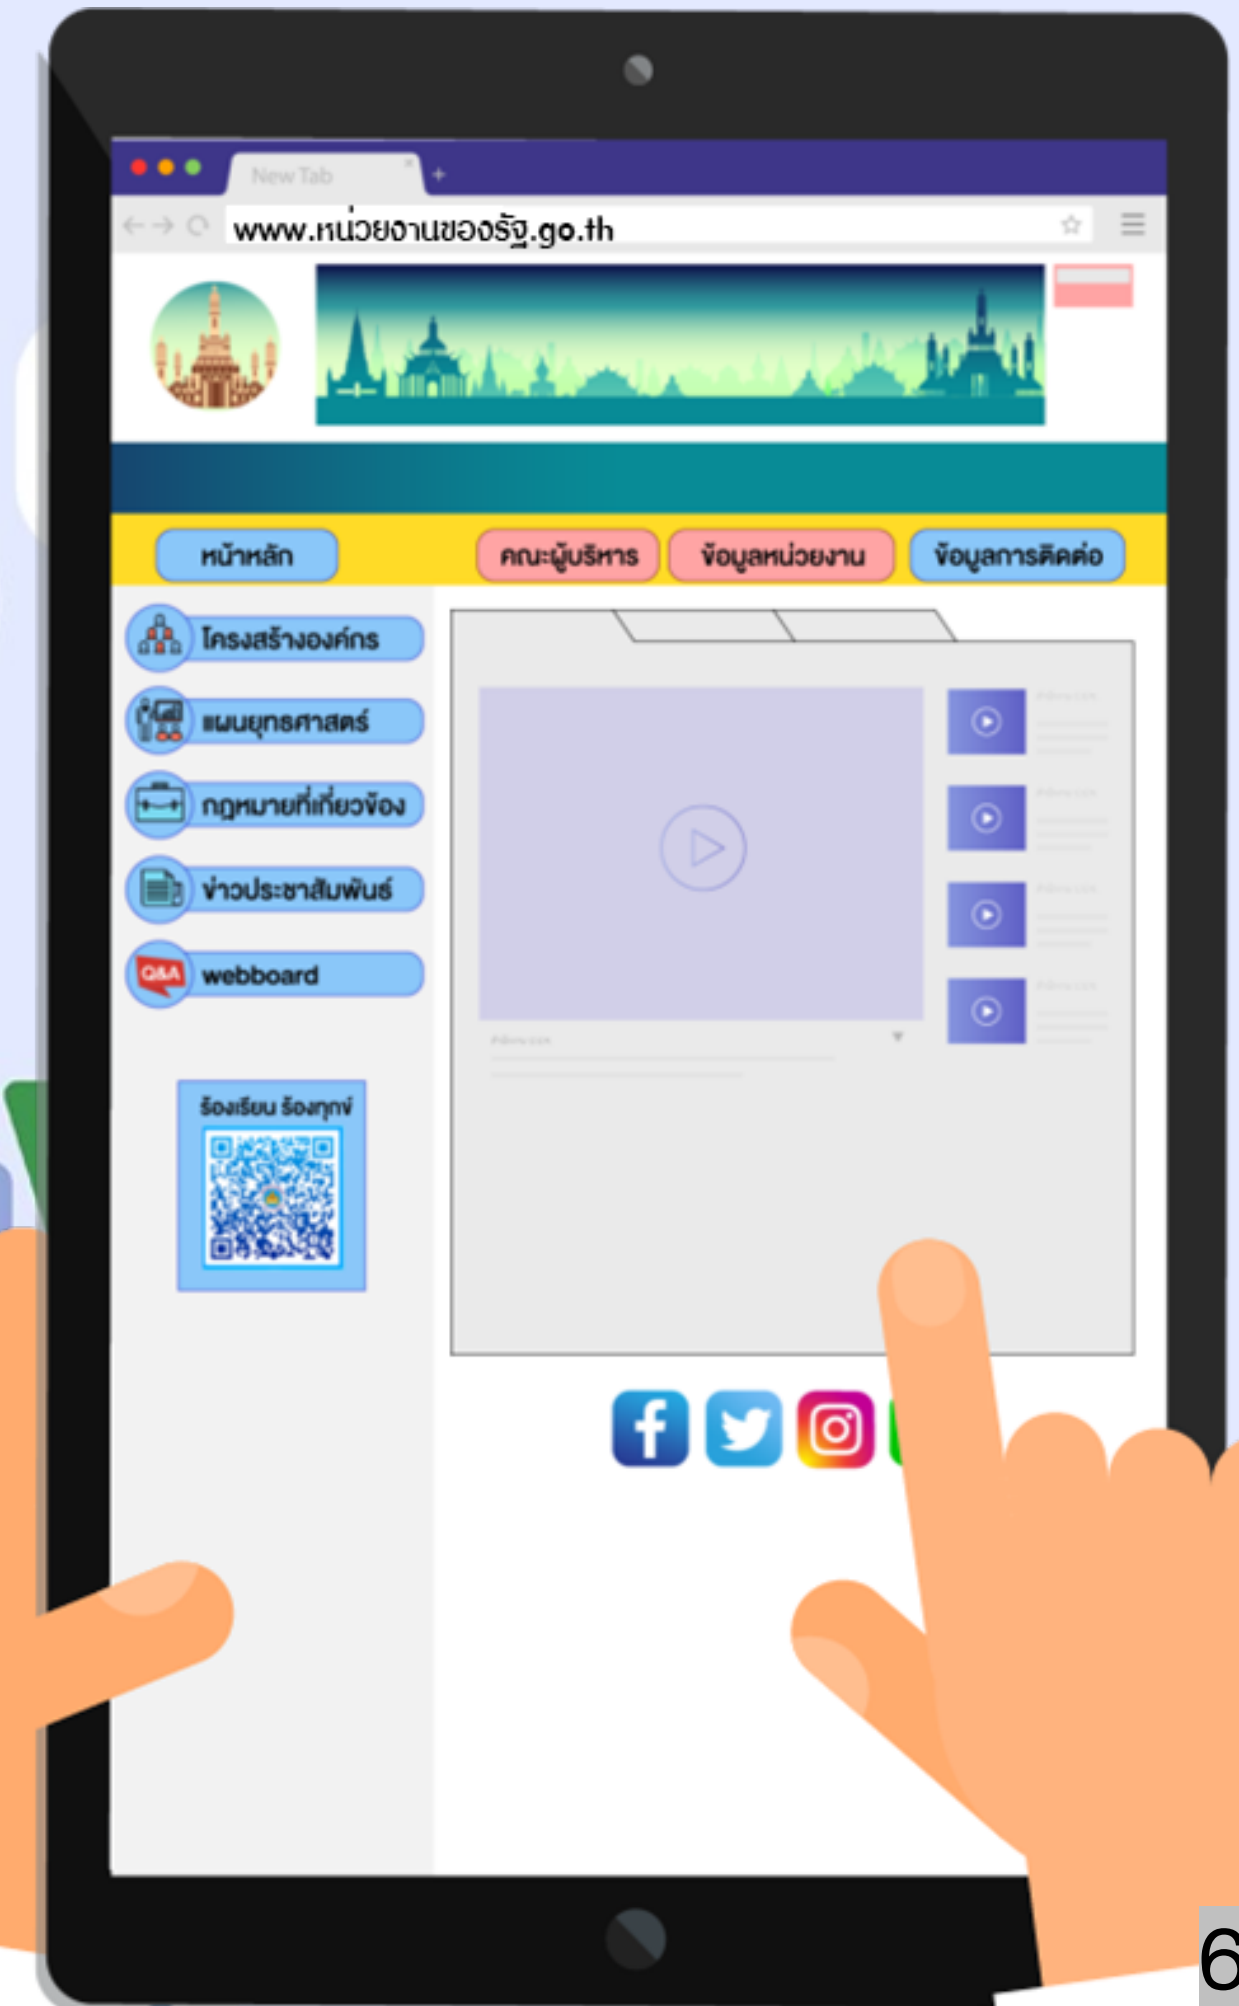 New Tab
www.หน่วยงานของรัฐ.go.th
หน้าหลัก
คณะผู้บริหาร
ข้อมูลหน่วยงาน
ข้อมูลการติดต่อ
โครงสร้างองค์กร
แผนยุทธศาสตร์
กฎหมายที่เกี่ยวข้อง
ข่าวประชาสัมพันธ์
Q&A
webboard
ร้องเรียน ร้องทุกข์
6